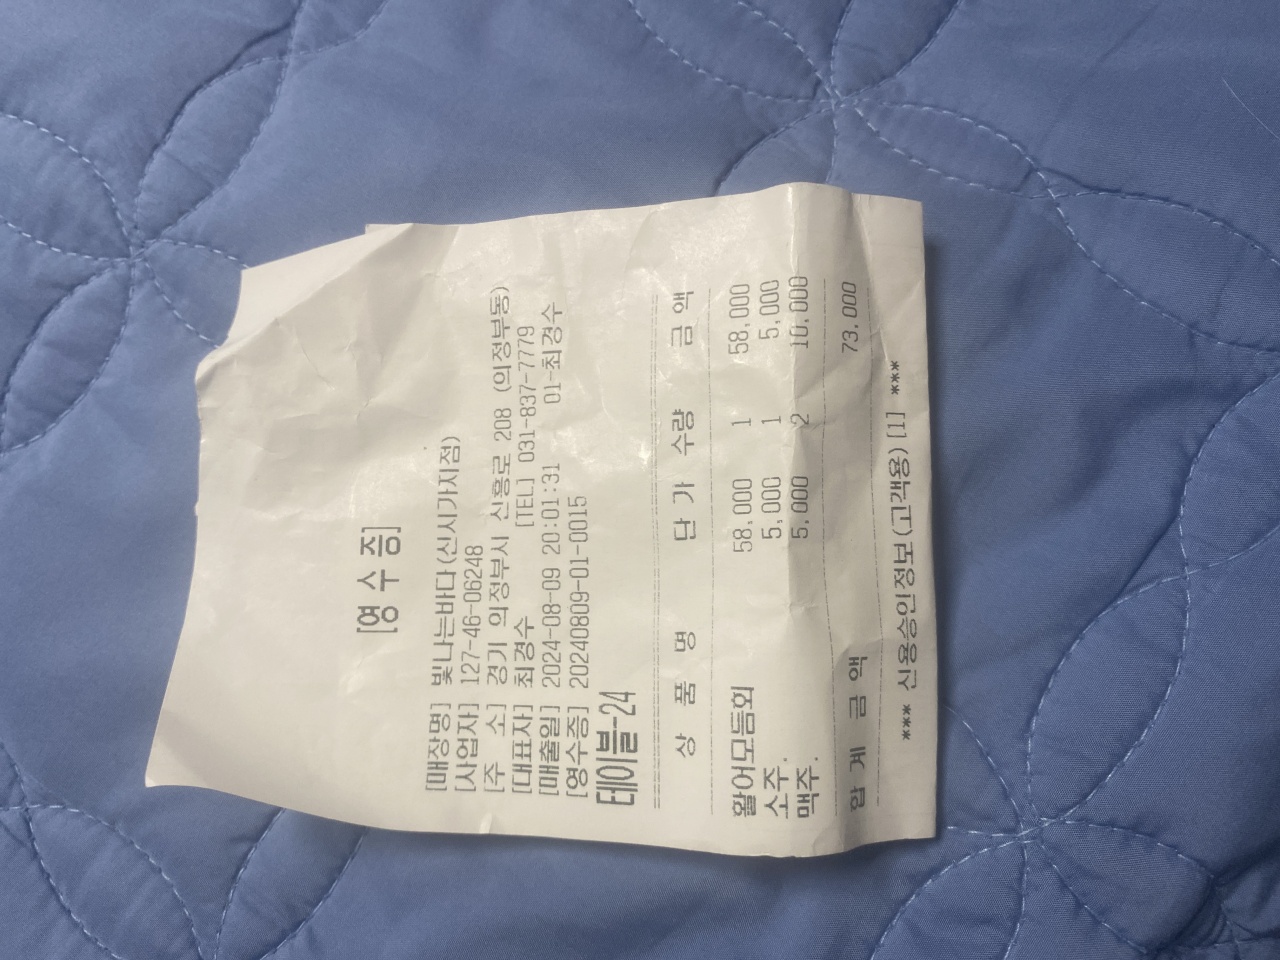 [영 수 증]
[매장명] 빛나는바다(신시가지점)
[사업자] 127-46-06248
[주 소] 경기 의정부시 신흥로 208 (의정부동)
[대표자] 최경수 [TEL] 031-837-7779
[매출일] 2024-08-09 20:01:31 01-최경수
[영수증] 20240809-01-0015
테이블-24
상 품 명 단 가 수량 금 액
활어모듬회 58,000 1 58,000
소주. 5,000 1 5,000
맥주. 5,000 2 10,000
합 계 금 액 73,000
*** 신용승인정보(고객용) [1] ***